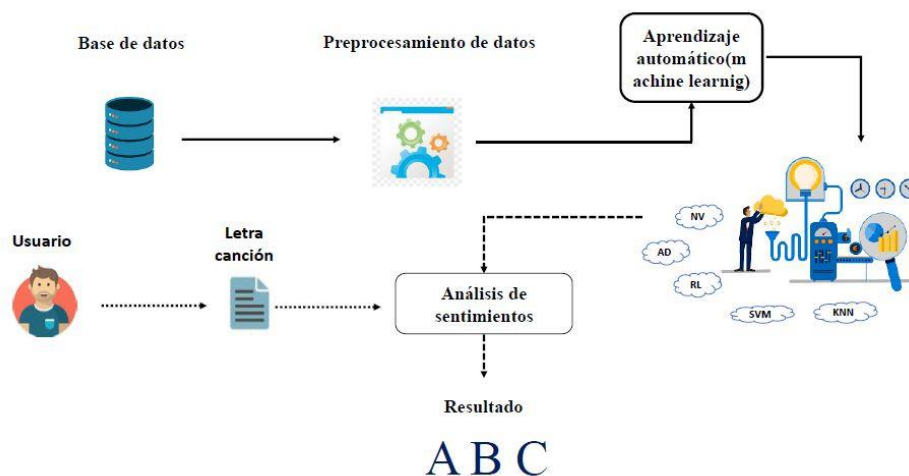 Base de datos
Preprocesamiento de datos
Aprendizaje
automático(m
achine learnig)
NV
AD
RL
SVM
KNN
Usuario
Letra
canción
Análisis de
sentimientos
Resultado
A B C